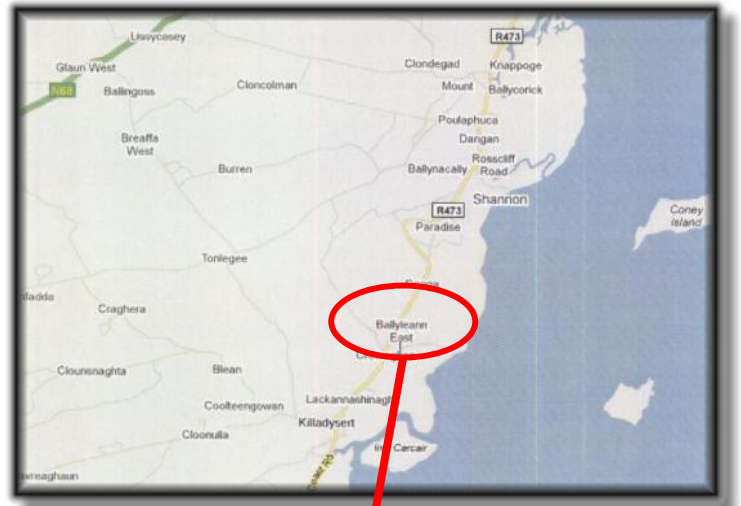 Lissycasey
R473
Glaun West
Clondegad
Knappoge
N68
Ballingoss
Cloncolman
Mount
Ballycorick
Poulaphuca
Breaffa
West
Dangan
Burren
Ballynacally
Rosscliff
Road
R473
Shannon
Paradise
Coney
island
Tonlegee
Craghera
Ballyleann
East
Clounsnaghta
Blean
Coolteengowan
Killadysert
Cloonulla
Carcair